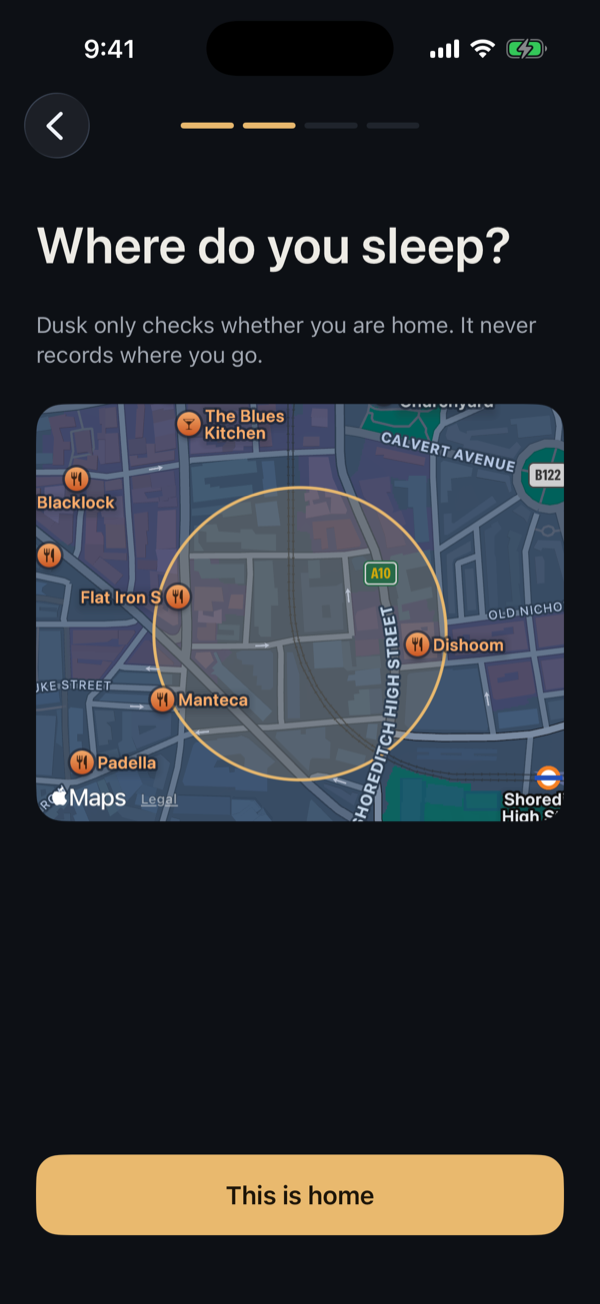 9:41
Where do you sleep?
Dusk only checks whether you are home. It never
records where you go.
The Blues
Kitchen
CALVERT AVENUE
B122
Blacklock
A10
Flat Iron S
OLD NICHO
Dishoom
SHOREDITCH HIGH STREET
UKE STREET
Manteca
Padella
Maps
Legal
Shored
High S
This is home